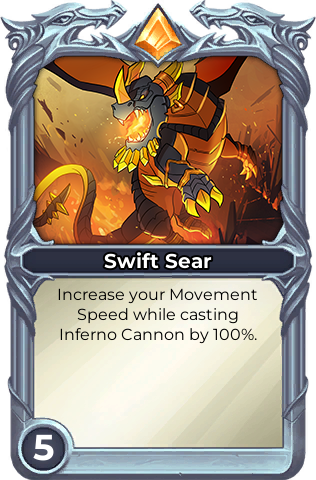 Swift Sear
Increase your Movement
Speed while casting
Inferno Cannon by 100%.
5